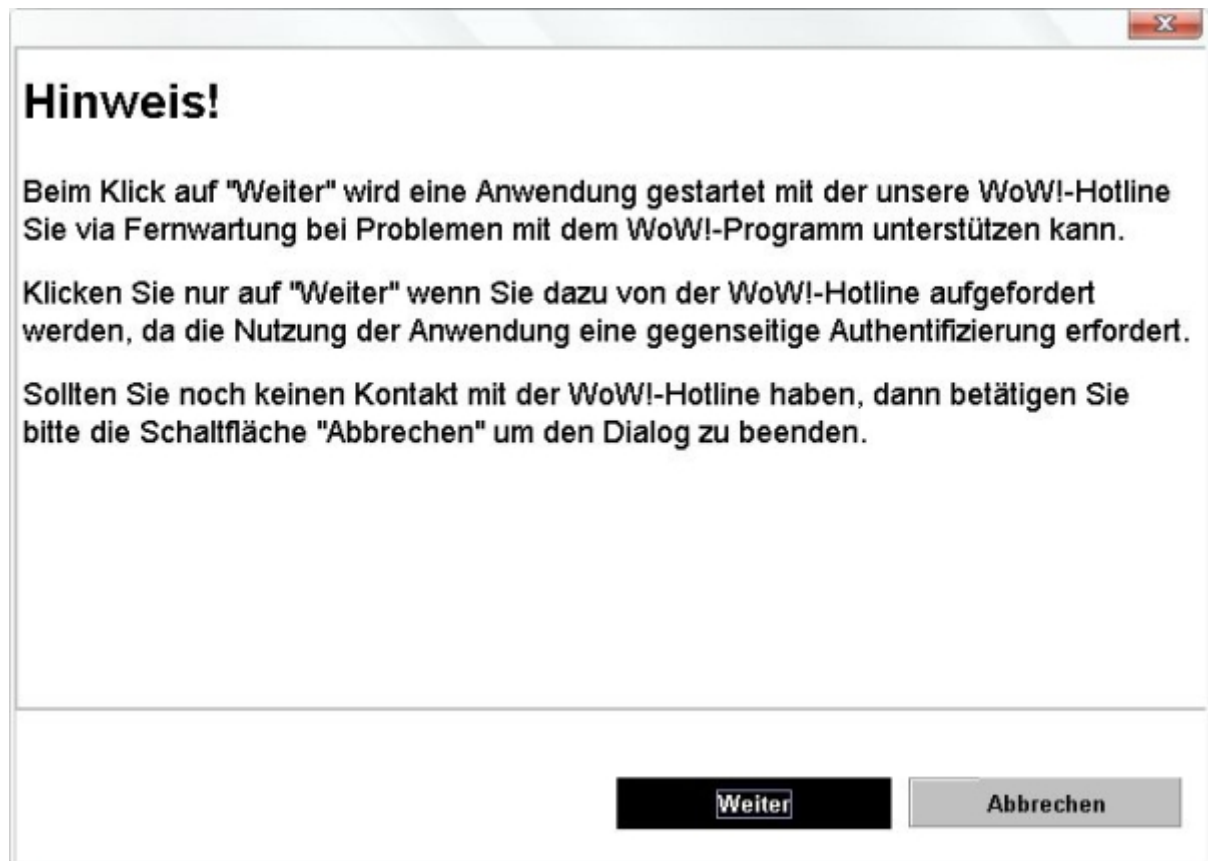 Hinweis!
Beim Klick auf "Weiter" wird eine Anwendung gestartet mit der unsere WoW!-Hotline
Sie via Fernwartung bei Problemen mit dem WoW!-Programm unterstützen kann.
Klicken Sie nur auf "Weiter" wenn Sie dazu von der WoW!-Hotline aufgefordert
werden, da die Nutzung der Anwendung eine gegenseitige Authentifizierung erfordert.
Sollten Sie noch keinen Kontakt mit der WoW!-Hotline haben, dann betätigen Sie
bitte die Schaltfläche "Abbrechen" um den Dialog zu beenden.
Weiter
Abbrechen